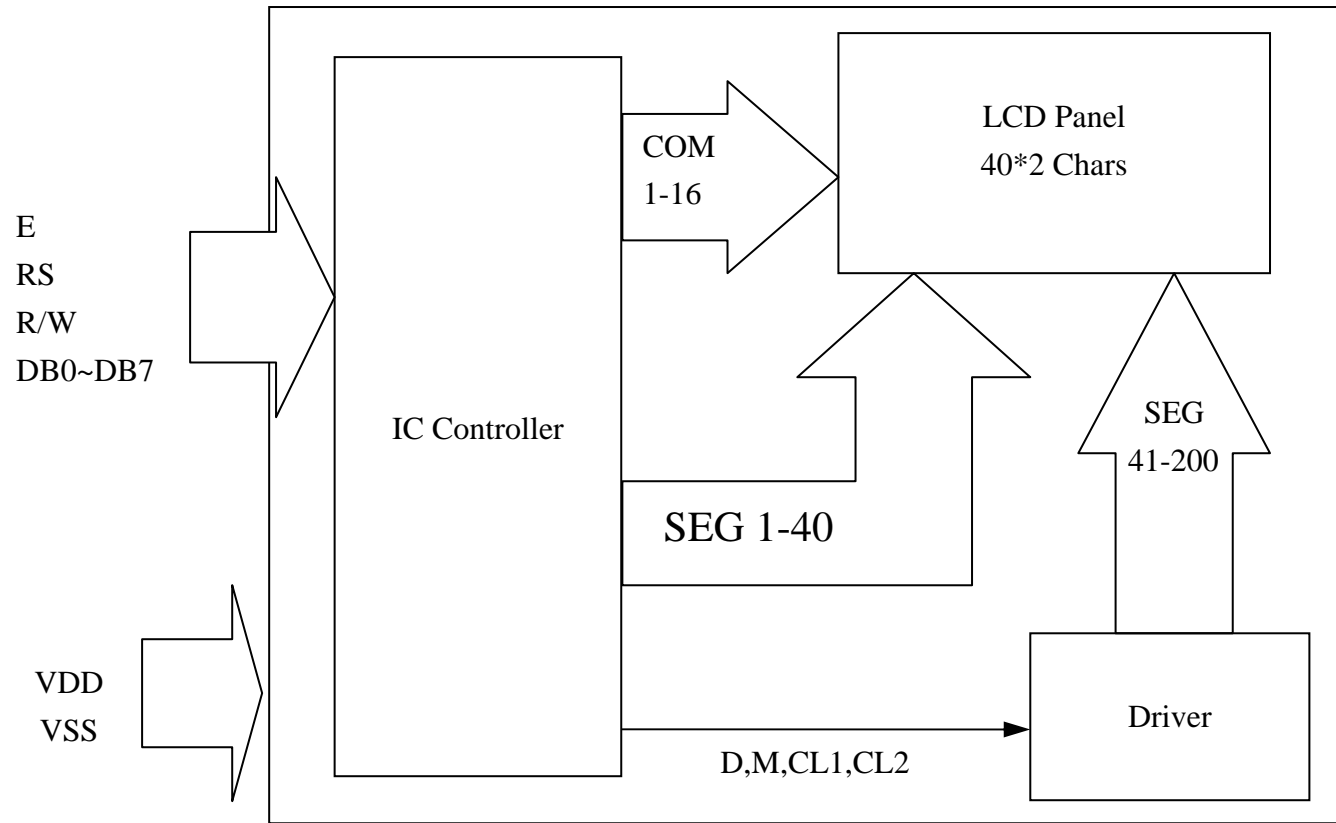 E
RS
R/W
DB0~DB7
VDD
VSS
IC Controller
COM
1-16
LCD Panel
40*2 Chars
SEG 1-40
SEG
41-200
D,M,CL1,CL2
Driver